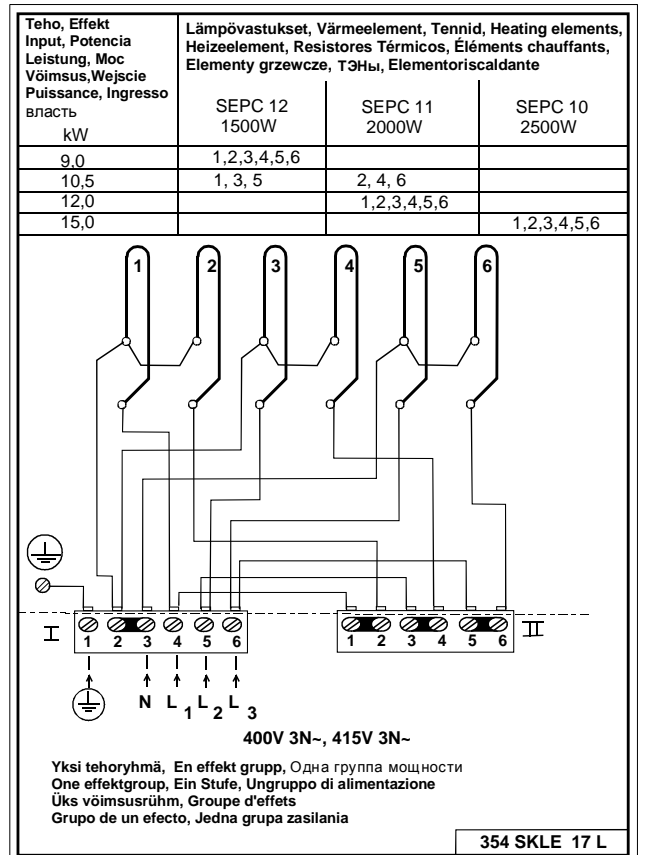 Teho, Effekt
Input, Potencia
Leistung, Moc
Vöimsus,Wejscie
Puissance, Ingresso
власть
kW
Lämpövastukset, Värmeelement, Tennid, Heating elements,
Heizeelement, Resistores Térmicos, Éléments chauffants,
Elementy grzewcze, ТЭНы, Elementoriscaldante
SEPC 12 SEPC 11 SEPC 10
1500W 2000W 2500W
9,0 1,2,3,4,5,6
10,5 1, 3, 5 2, 4, 6
12,0 1,2,3,4,5,6
15,0 1,2,3,4,5,6
1 2 3 4 5 6
I 1 2 3 4 5 6 1 2 3 4 5 6 II
N L1 L2 L3
400V 3N~, 415V 3N~
Yksi tehoryhmä, En effekt grupp, Одна группа мощности
One effektgroup, Ein Stufe, Ungruppo di alimentazione
Üks vöimsusrühm, Groupe d'effets
Grupo de un efecto, Jedna grupa zasilania
354 SKLE 17 L